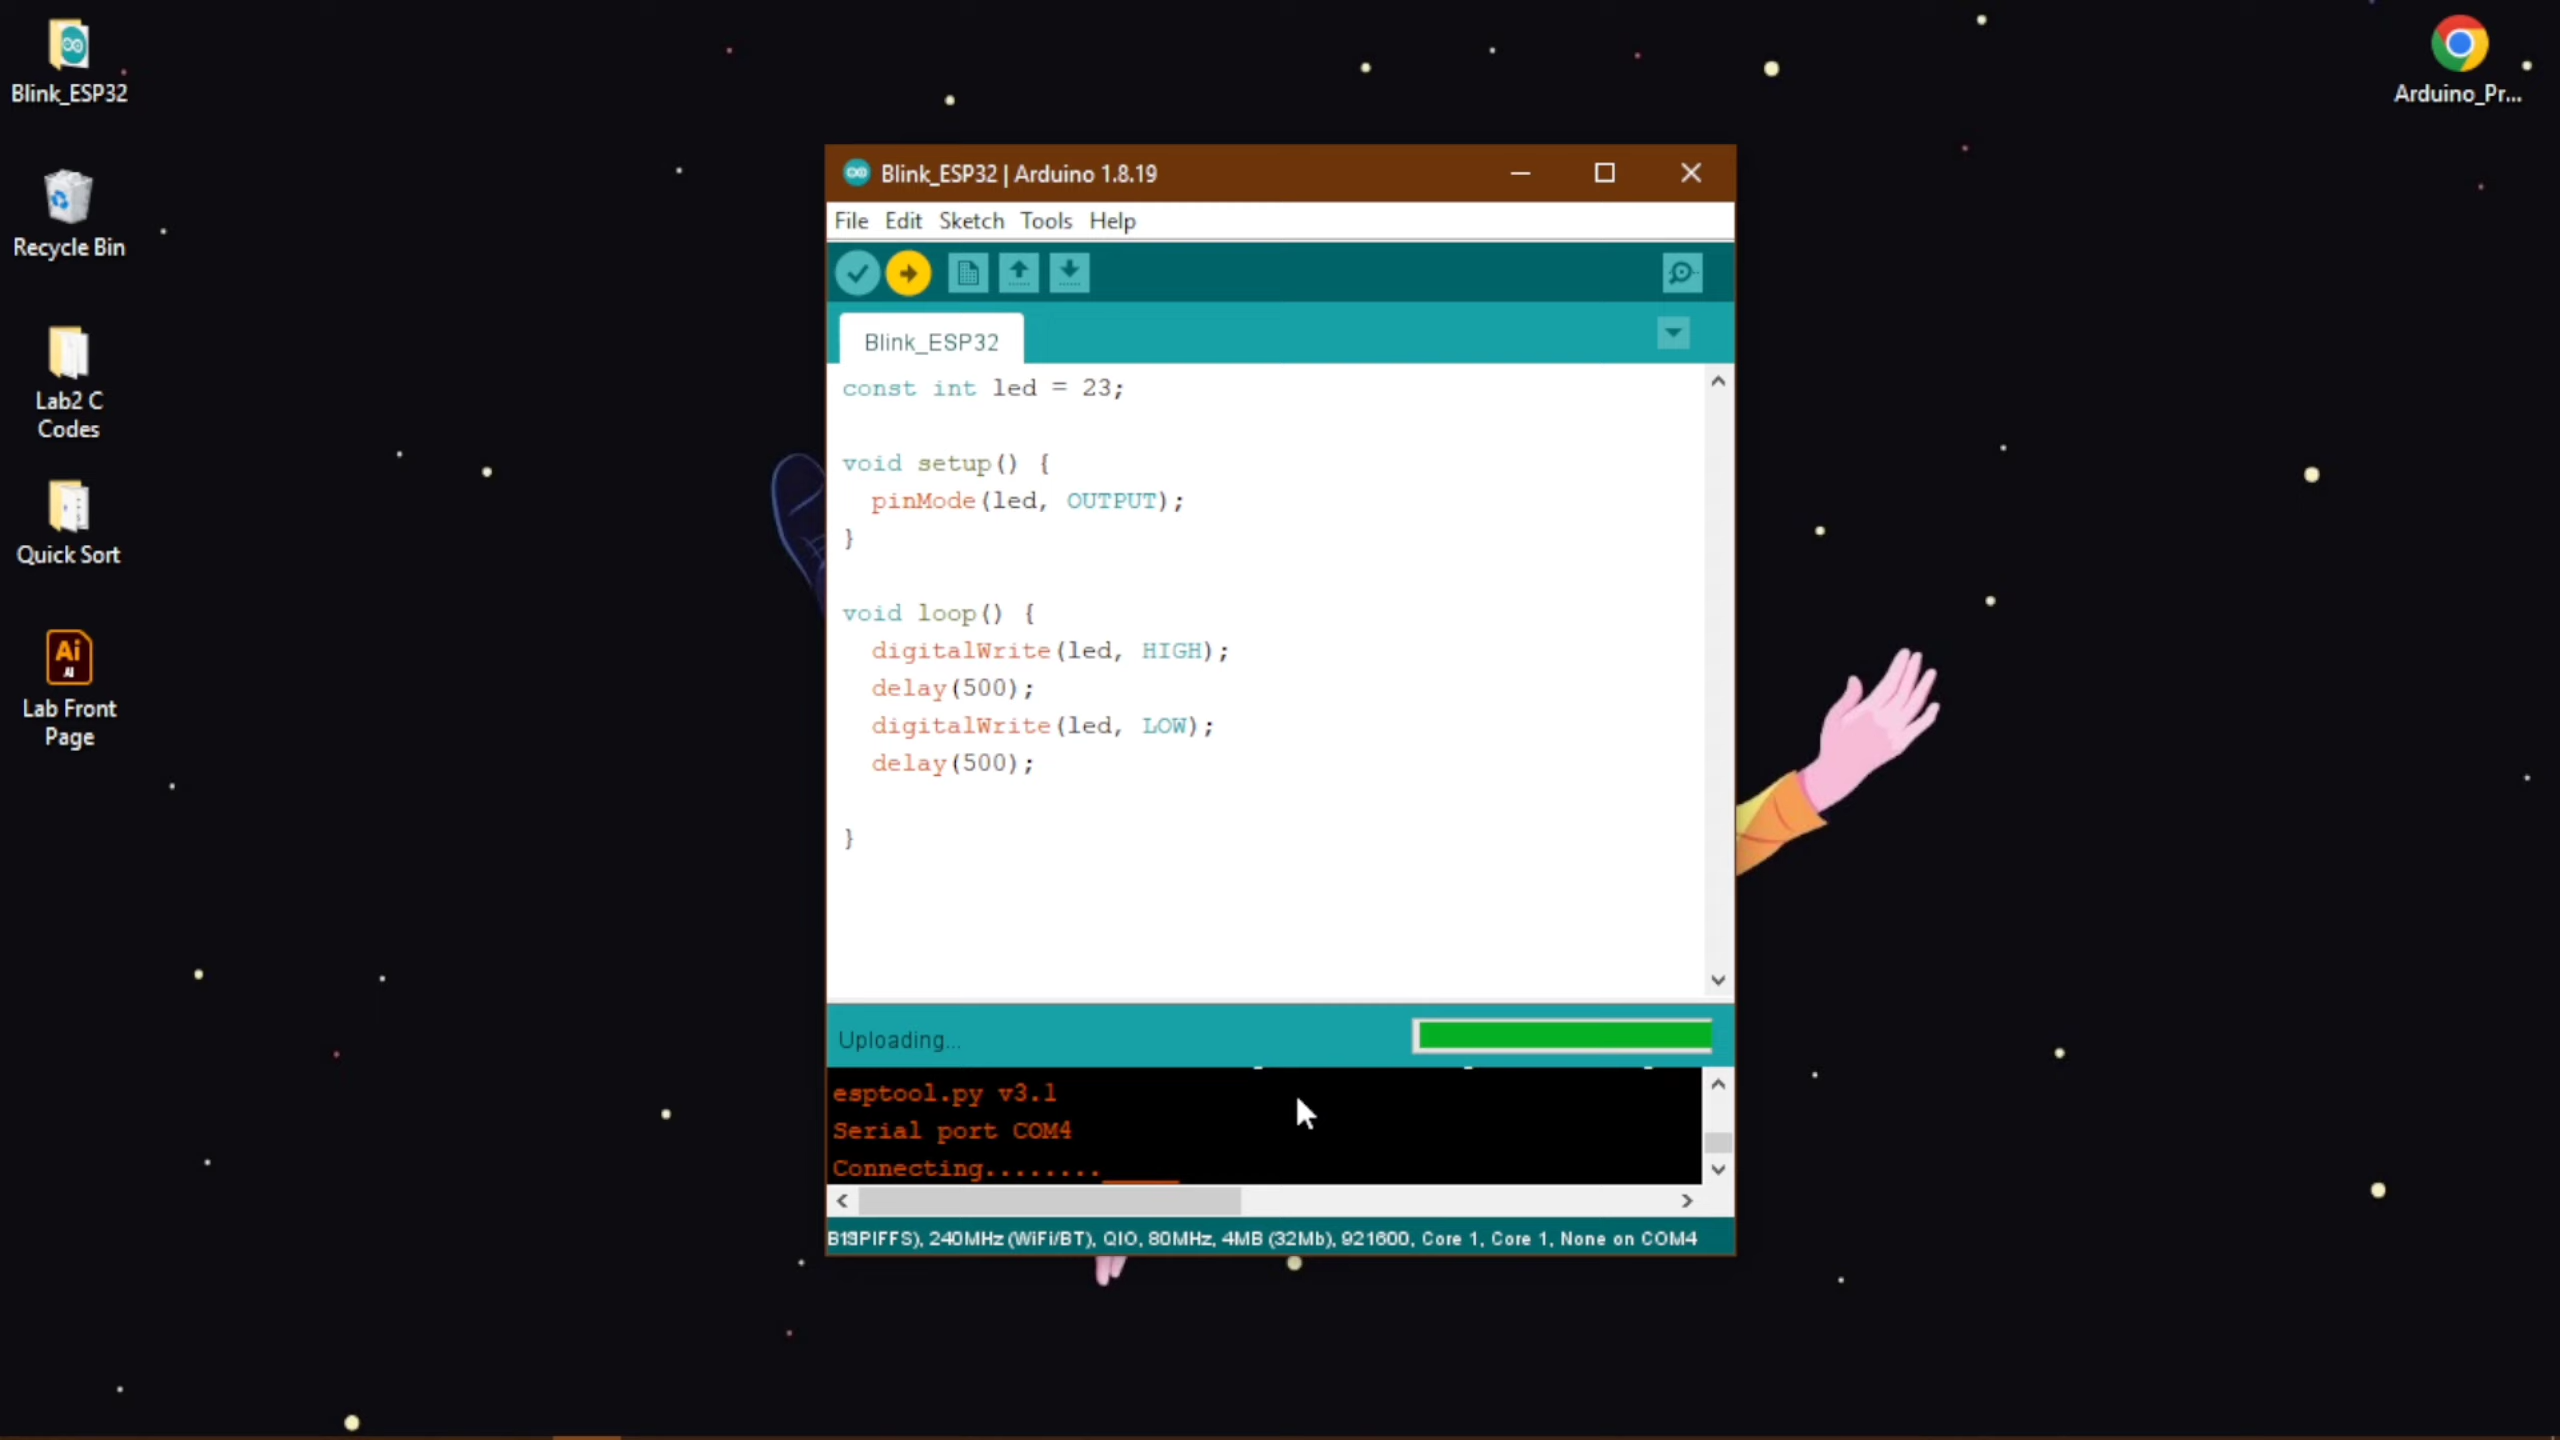 Blink_ESP32
Recycle Bin
Lab2 C
Codes
Quick Sort
Ai
AI
Lab Front
Page
Arduino_Pr...
Blink_ESP32 | Arduino 1.8.19
File Edit Sketch Tools Help
Blink_ESP32
const int led = 23;
void setup() {
pinMode(led, OUTPUT);
}
void loop() {
digitalWrite(led, HIGH);
delay(500);
digitalWrite(led, LOW);
delay(500);
}
Uploading...
esptool.py v3.1
Serial port COM4
Connecting........_____
PIFFS), 240MHz (WiFi/BT), QIO, 80MHz, 4MB (32Mb), 921600, Core 1, Core 1, None on COM4